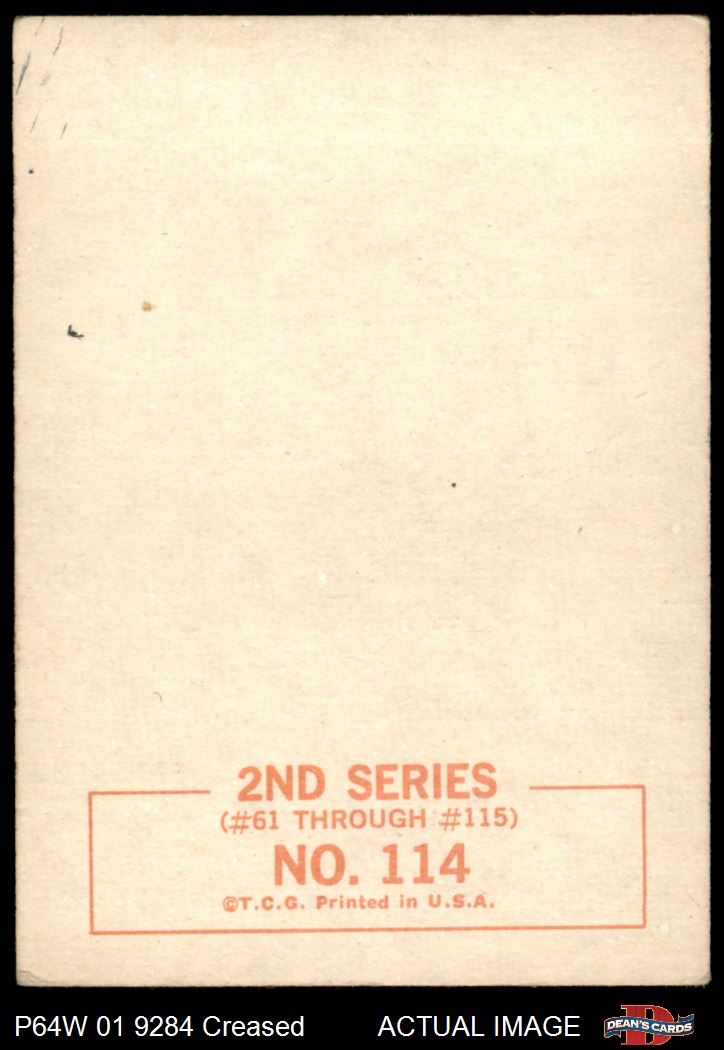 2ND SERIES
(#61 THROUGH #115)
NO. 114
©T.C.G. Printed in U.S.A.
P64W 01 9284 Creased ACTUAL IMAGE DEAN'S CARDS